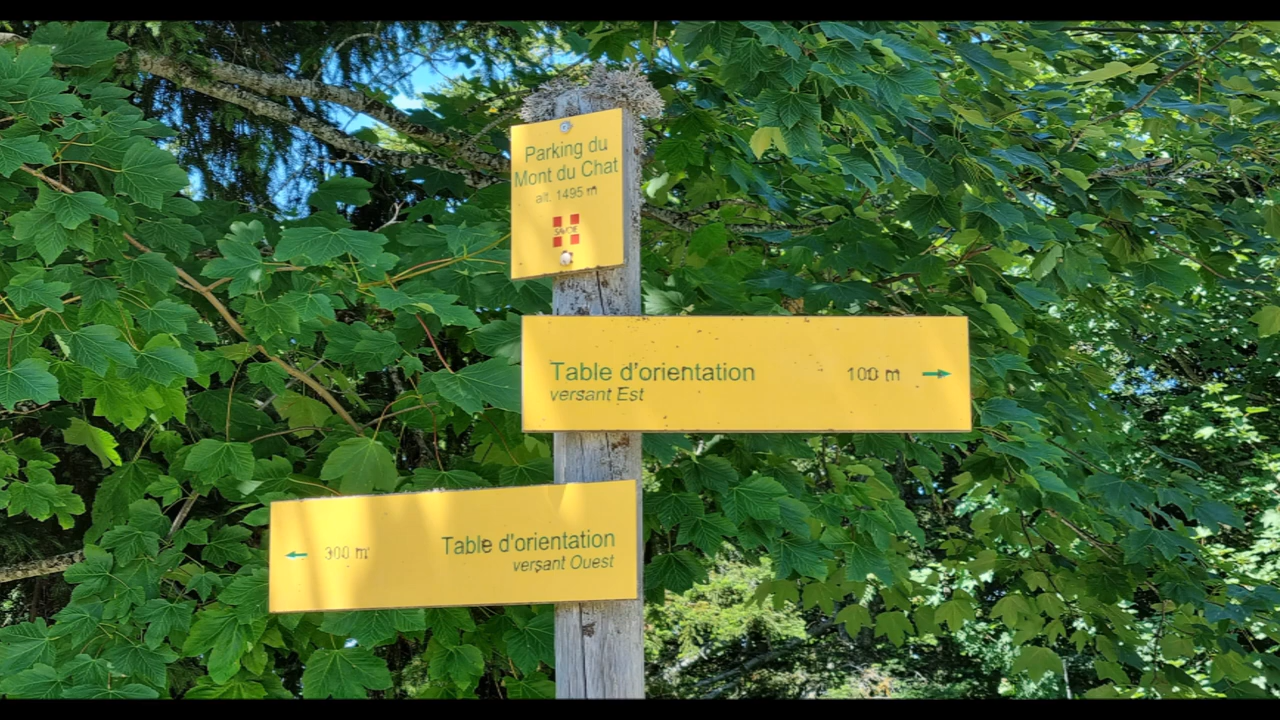 Parking du
Mont du Chat
alt. 1495 m
SAVOIE
Table d'orientation
versant Est
100 m →
← 300 m
Table d'orientation
versant Ouest